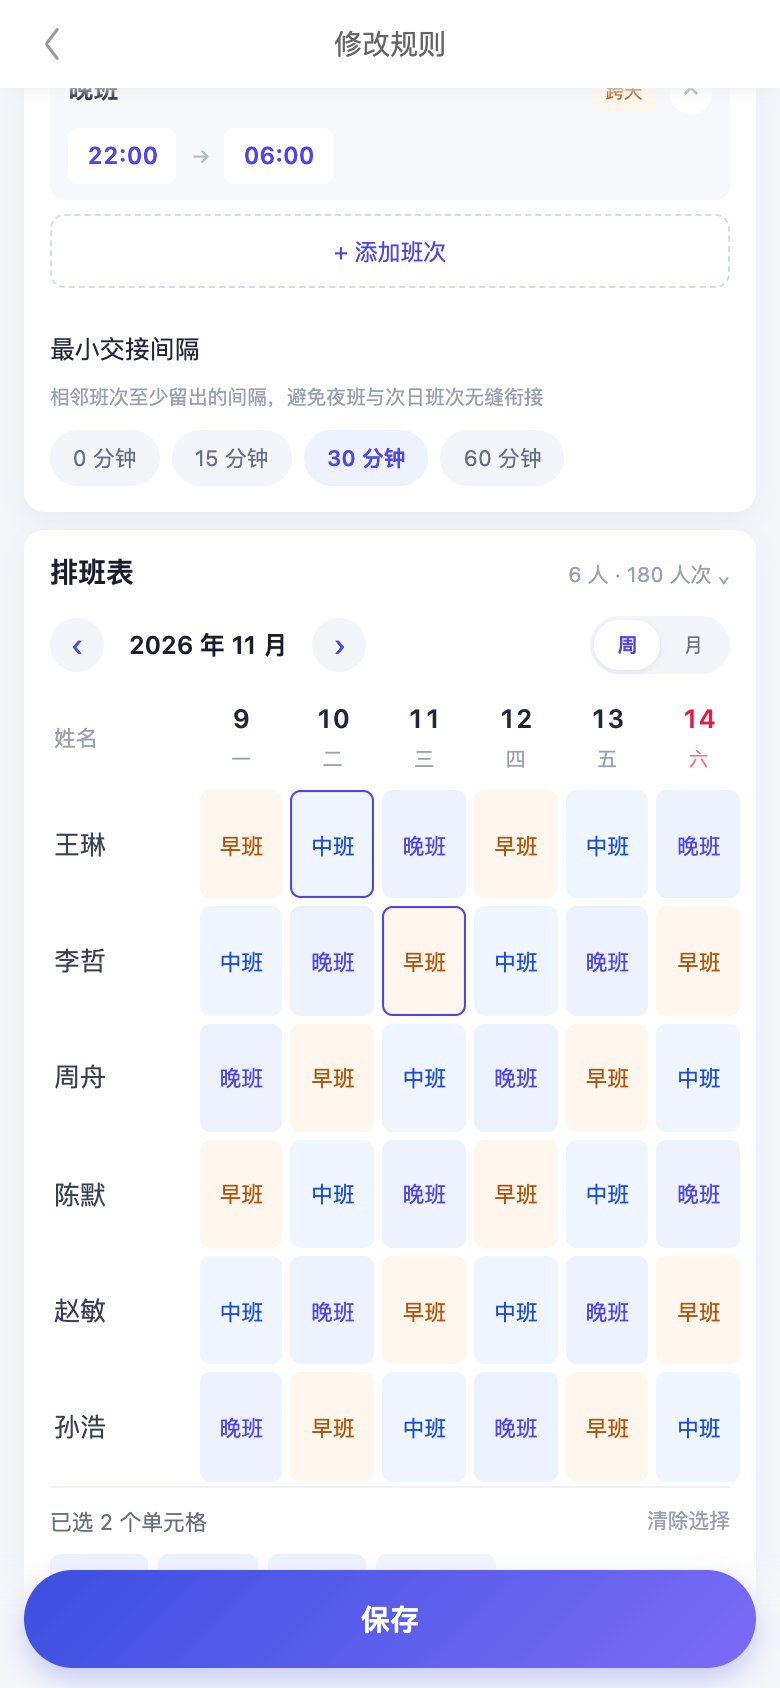 修改规则
晚班 跨天
22:00 → 06:00
+ 添加班次
最小交接间隔
相邻班次至少留出的间隔，避免夜班与次日班次无缝衔接
0 分钟 15 分钟 30 分钟 60 分钟
排班表 6 人 · 180 人次
‹ 2026 年 11 月 › 周 月
姓名 9 10 11 12 13 14
一 二 三 四 五 六
王琳 早班 中班 晚班 早班 中班 晚班
李哲 中班 晚班 早班 中班 晚班 早班
周舟 晚班 早班 中班 晚班 早班 中班
陈默 早班 中班 晚班 早班 中班 晚班
赵敏 中班 晚班 早班 中班 晚班 早班
孙浩 晚班 早班 中班 晚班 早班 中班
已选 2 个单元格 清除选择
保存